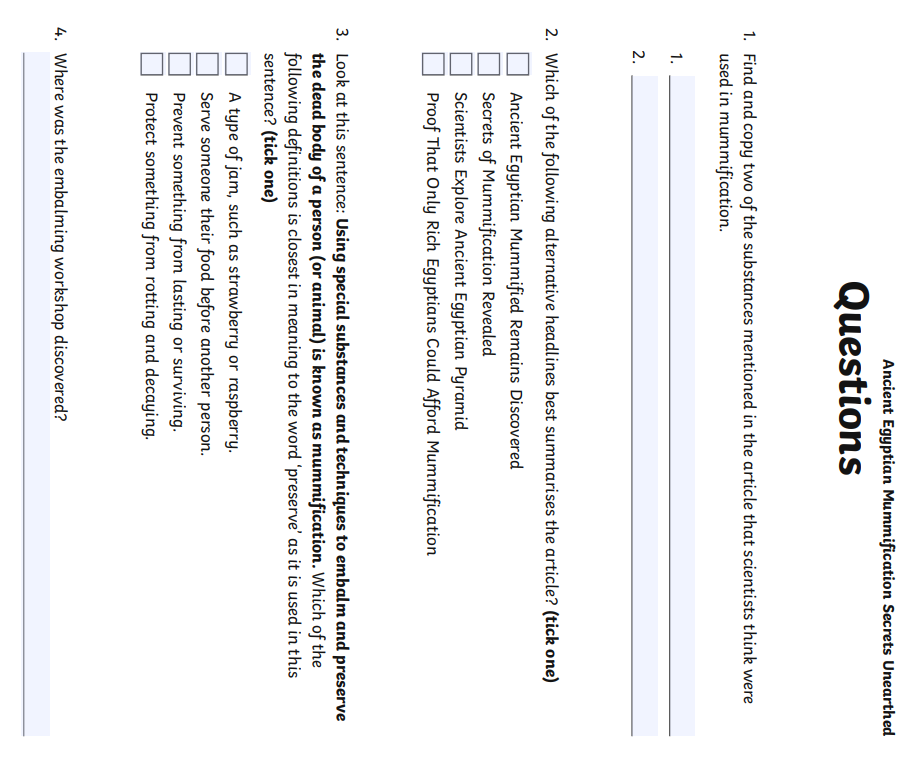 Ancient Egyptian Mummification Secrets Unearthed
Questions
1. Find and copy two of the substances mentioned in the article that scientists think were
used in mummification.
1.
2.
2. Which of the following alternative headlines best summarises the article? (tick one)
Ancient Egyptian Mummified Remains Discovered
Secrets of Mummification Revealed
Scientists Explore Ancient Egyptian Pyramid
Proof That Only Rich Egyptians Could Afford Mummification
3. Look at this sentence: Using special substances and techniques to embalm and preserve
the dead body of a person (or animal) is known as mummification. Which of the
following definitions is closest in meaning to the word ‘preserve’ as it is used in this
sentence? (tick one)
A type of jam, such as strawberry or raspberry.
Serve someone their food before another person.
Prevent something from lasting or surviving.
Protect something from rotting and decaying.
4. Where was the embalming workshop discovered?